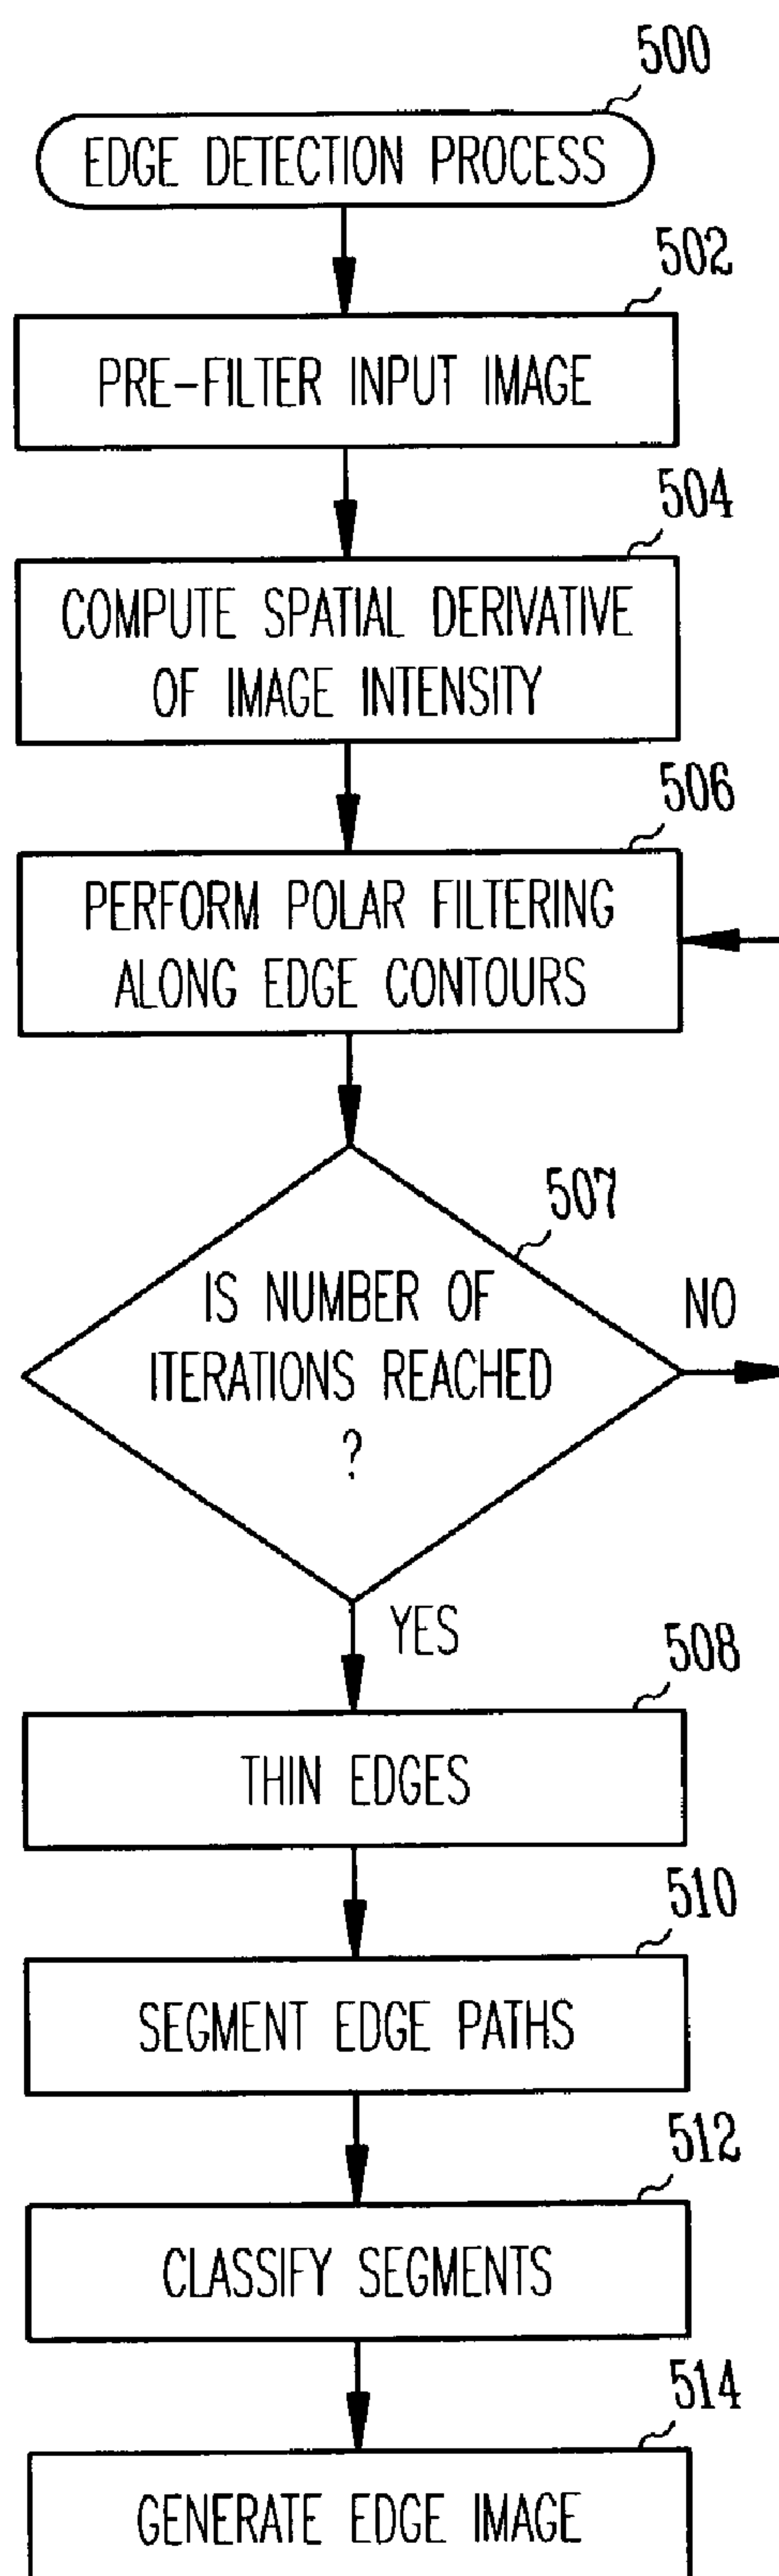 500
EDGE DETECTION PROCESS
502
PRE-FILTER INPUT IMAGE
504
COMPUTE SPATIAL DERIVATIVE
OF IMAGE INTENSITY
506
PERFORM POLAR FILTERING
ALONG EDGE CONTOURS
507
IS NUMBER OF
ITERATIONS REACHED
?
NO
YES
508
THIN EDGES
510
SEGMENT EDGE PATHS
512
CLASSIFY SEGMENTS
514
GENERATE EDGE IMAGE